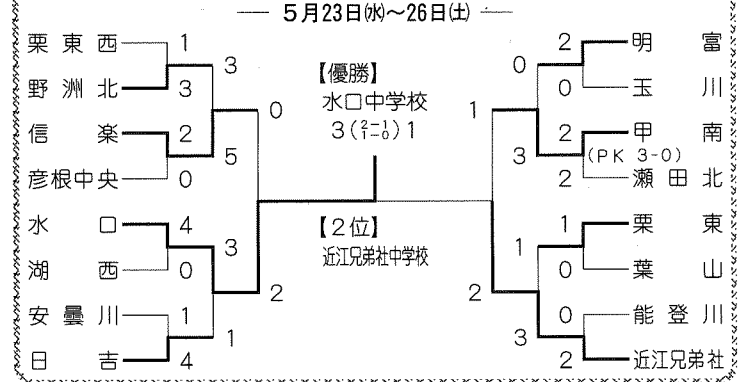 5月23日㈬〜26日㈯
栗東西 1
野洲北 3
3
信楽 2
彦根中央 0
5
0
水口 4
湖西 0
3
安曇川 1
日吉 4
1
2
【優勝】
水口中学校
3(2-1 1-0)1
【2位】
近江兄弟社中学校
2 明富
0 玉川
0
2 甲南
(PK 3-0)
2 瀬田北
3
1
1 栗東
0 葉山
1
0 能登川
2 近江兄弟社
3
2